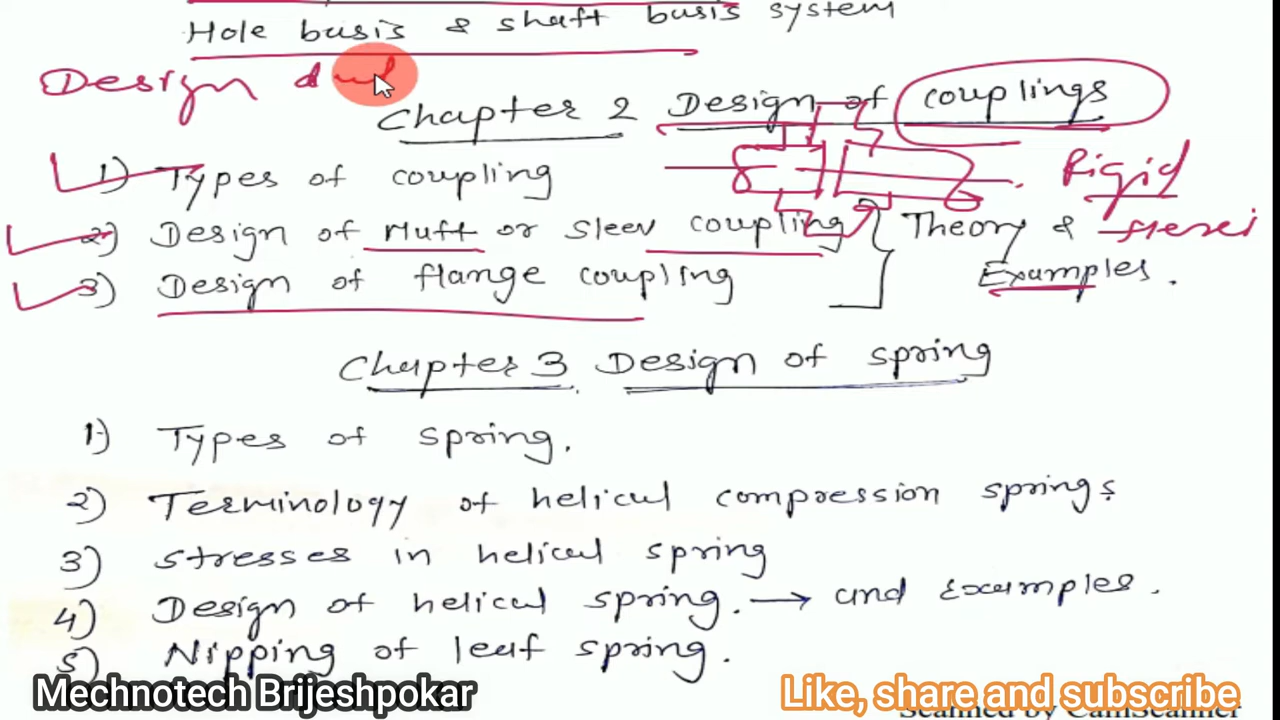 Hole basis & shaft basis system
Design d
Chapter 2 Design of couplings
1) Types of coupling
Rigid
2) Design of Muff or sleev coupling
Theory &
3) Design of flange coupling
Examples.
Chapter 3 Design of spring
1) Types of spring.
2) Terminology of helical compression springs
3) stresses in helical spring
4) Design of helical spring. → and Examples.
5) Nipping of leaf spring.
Mechnotech Brijeshpokar
Like, share and subscribe
Scanned by CamScanner